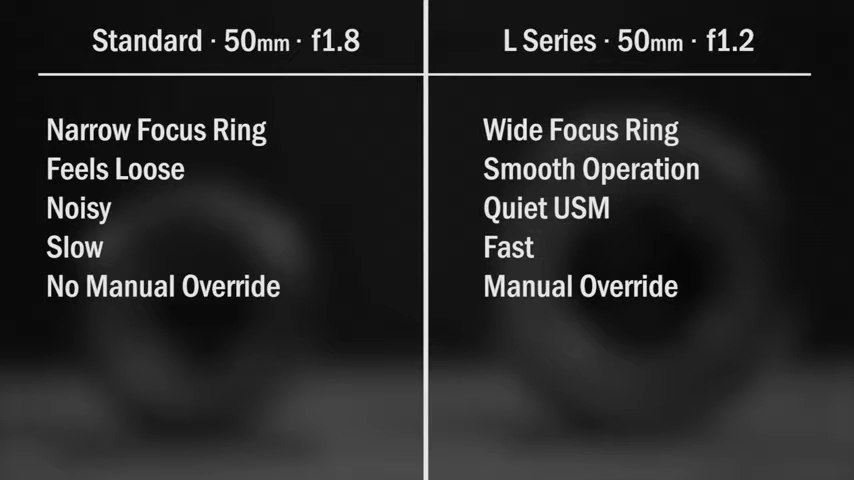 Standard · 50mm · f1.8
Narrow Focus Ring
Feels Loose
Noisy
Slow
No Manual Override
L Series · 50mm · f1.2
Wide Focus Ring
Smooth Operation
Quiet USM
Fast
Manual Override